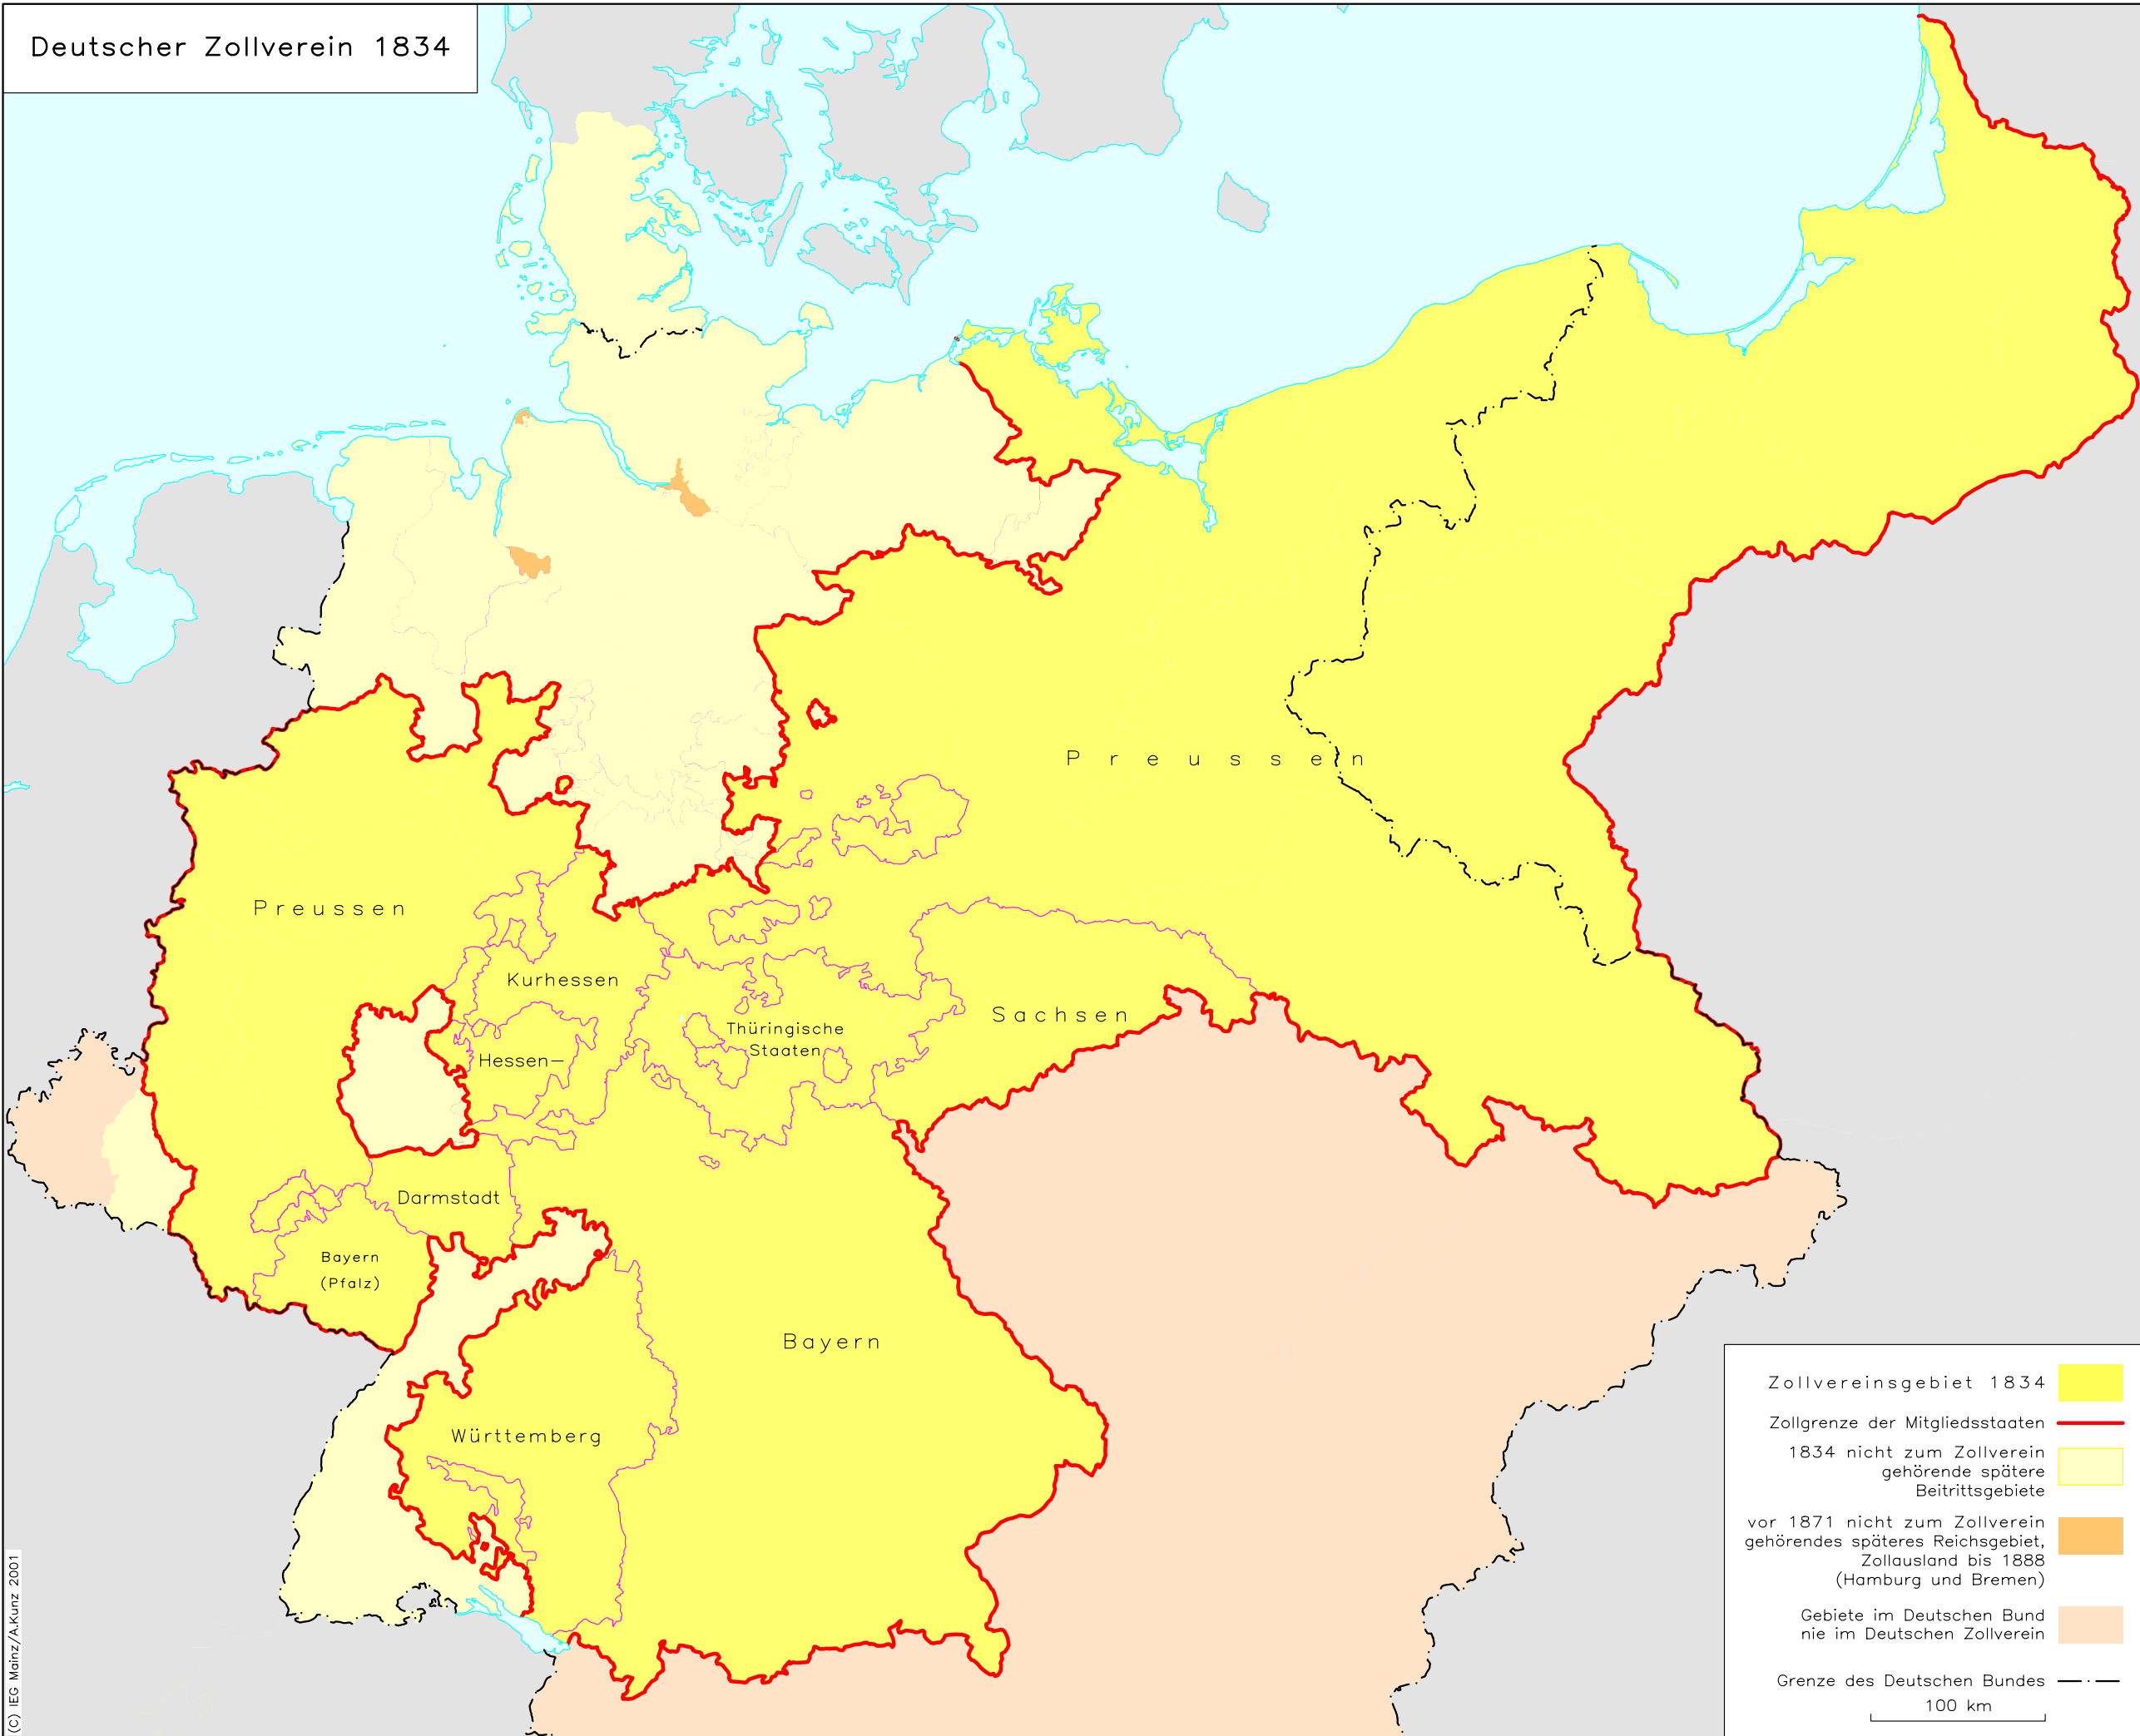 Deutscher Zollverein 1834
Preussen
Preussen
Kurhessen
Sachsen
Thüringische
Staaten
Hessen–
Darmstadt
Bayern
(Pfalz)
Bayern
Württemberg
Zollvereinsgebiet 1834
Zollgrenze der Mitgliedsstaaten
1834 nicht zum Zollverein
gehörende spätere
Beitrittsgebiete
vor 1871 nicht zum Zollverein
gehörendes späteres Reichsgebiet,
Zollausland bis 1888
(Hamburg und Bremen)
Gebiete im Deutschen Bund
nie im Deutschen Zollverein
Grenze des Deutschen Bundes
100 km
(C) IEG Mainz/A.Kunz 2001